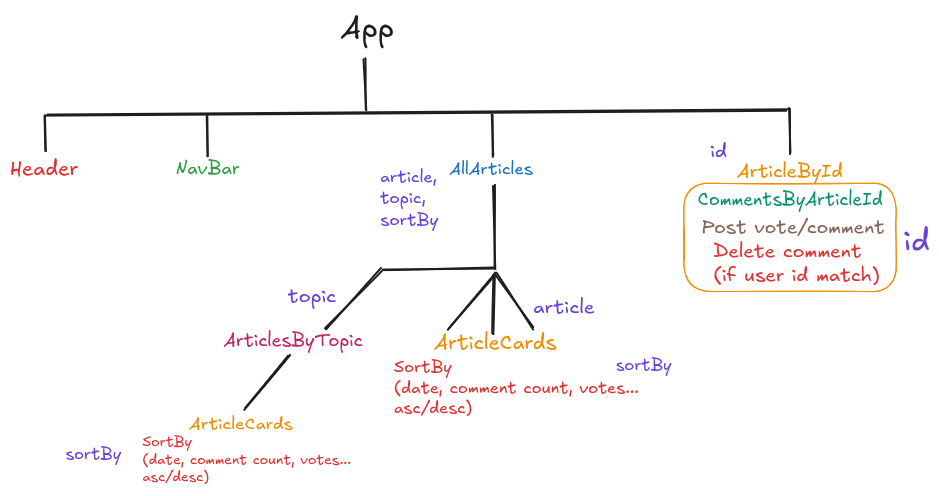 App
Header
NavBar
AllArticles
id
ArticleById
article,
topic,
sortBy
CommentsByArticleId
Post vote/comment
Delete comment
(if user id match)
id
topic
article
ArticlesByTopic
ArticleCards
SortBy
(date, comment count, votes...
asc/desc)
sortBy
ArticleCards
sortBy
SortBy
(date, comment count, votes...
asc/desc)